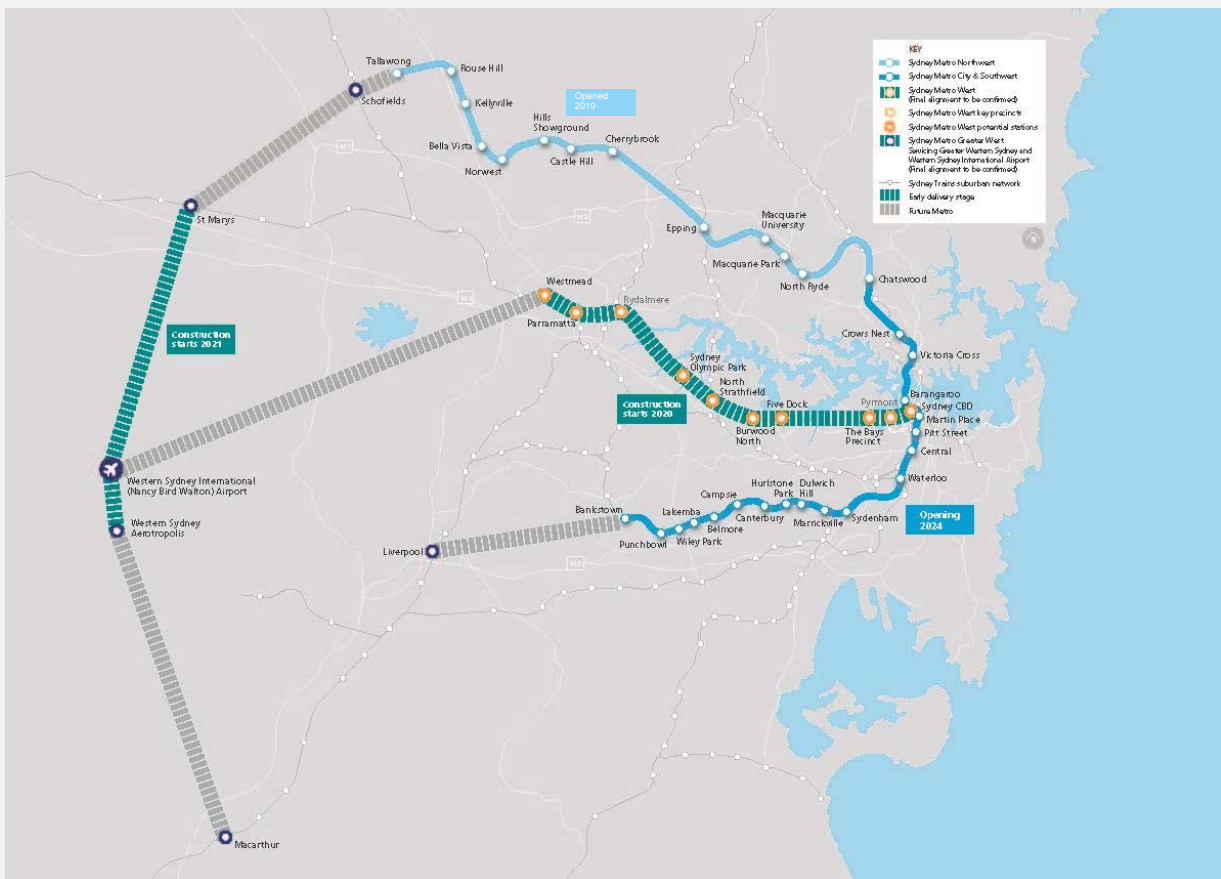 KEY
Sydney Metro Northwest
Sydney Metro City & Southwest
Sydney Metro West
(Final alignment to be confirmed)
Sydney Metro West key precincts
Sydney Metro West potential stations
Sydney Metro Greater West
Servicing Greater Western Sydney and
Western Sydney International Airport
(Final alignment to be confirmed)
Sydney Trains suburban network
Early delivery stage
Future Metro
N
Tallawong
Rouse Hill
Schofields
Kellyville
Opened
2019
Hills
Showground
Cherrybrook
Bella Vista
Castle Hill
Norwest
M7
St Marys
M2
Epping
Macquarie
University
Macquarie Park
North Ryde
Chatswood
Westmead
M4
Rydalmere
Parramatta
Crows Nest
Victoria Cross
Construction
starts 2021
Sydney
Olympic Park
North
Strathfield
Construction
starts 2020
Five Dock
Pyrmont
Barangaroo
Sydney CBD
Martin Place
Burwood
North
The Bays
Precinct
Pitt Street
Central
Western Sydney International
(Nancy Bird Walton) Airport
Waterloo
Western Sydney
Aerotropolis
Bankstown
Lakemba
Campsie
Hurlstone
Park
Dulwich
Hill
Punchbowl
Wiley Park
Belmore
Canterbury
Marrickville
Sydenham
Opening
2024
Liverpool
M5
Macarthur